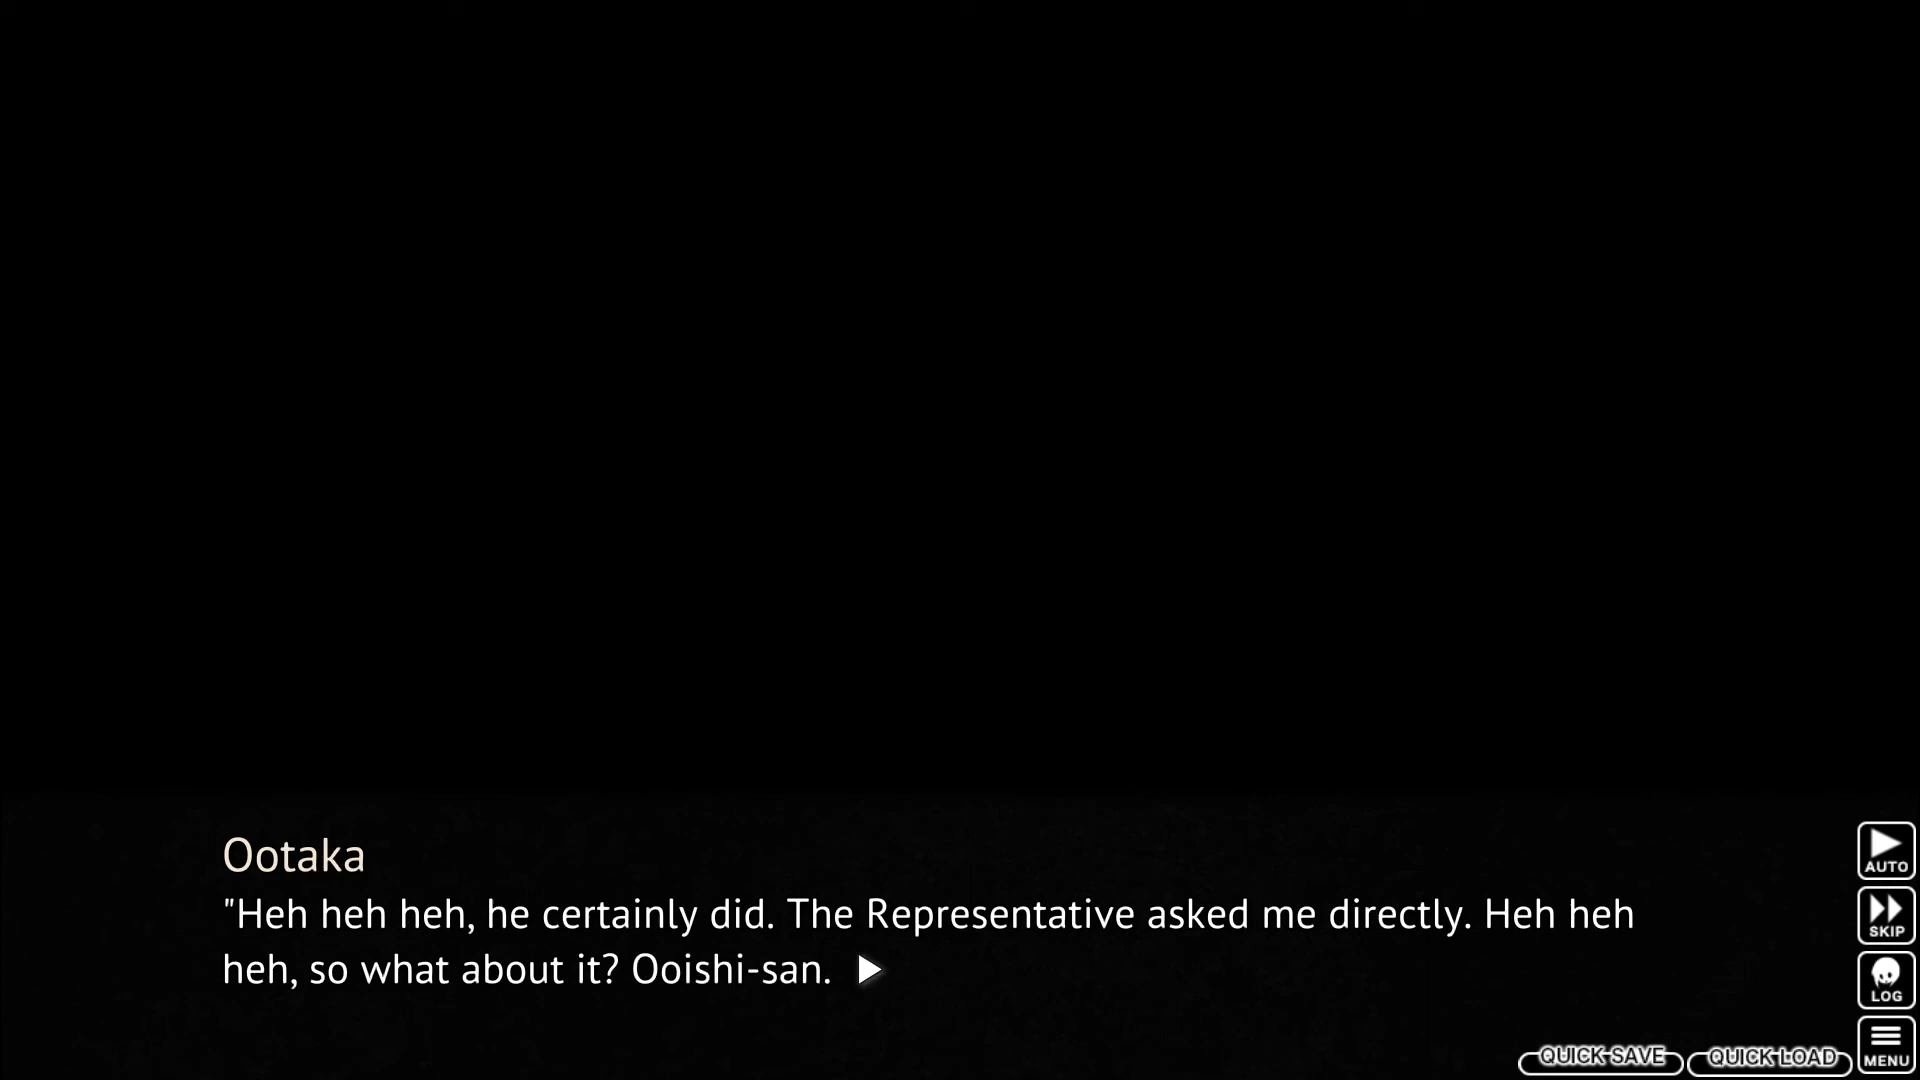 Ootaka
"Heh heh heh, he certainly did. The Representative asked me directly. Heh heh
heh, so what about it? Ooishi-san.
AUTO
SKIP
LOG
MENU
QUICK SAVE
QUICK LOAD